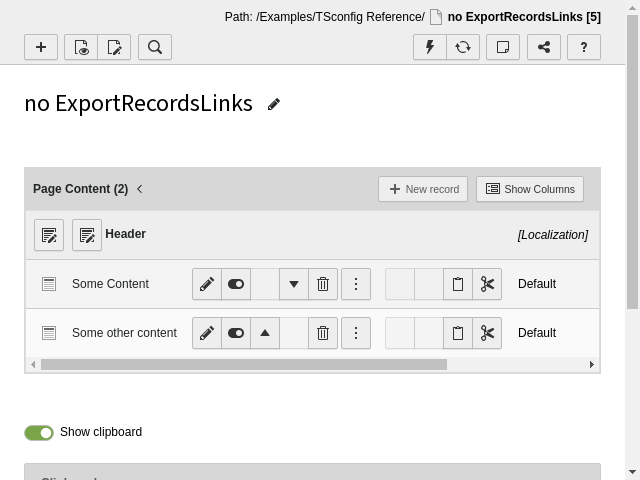 Path: /Examples/TSconfig Reference/ no ExportRecordsLinks [5]
?
no ExportRecordsLinks
Page Content (2)
New record
Show Columns
Header
[Localization]
Some Content
Default
Some other content
Default
Show clipboard